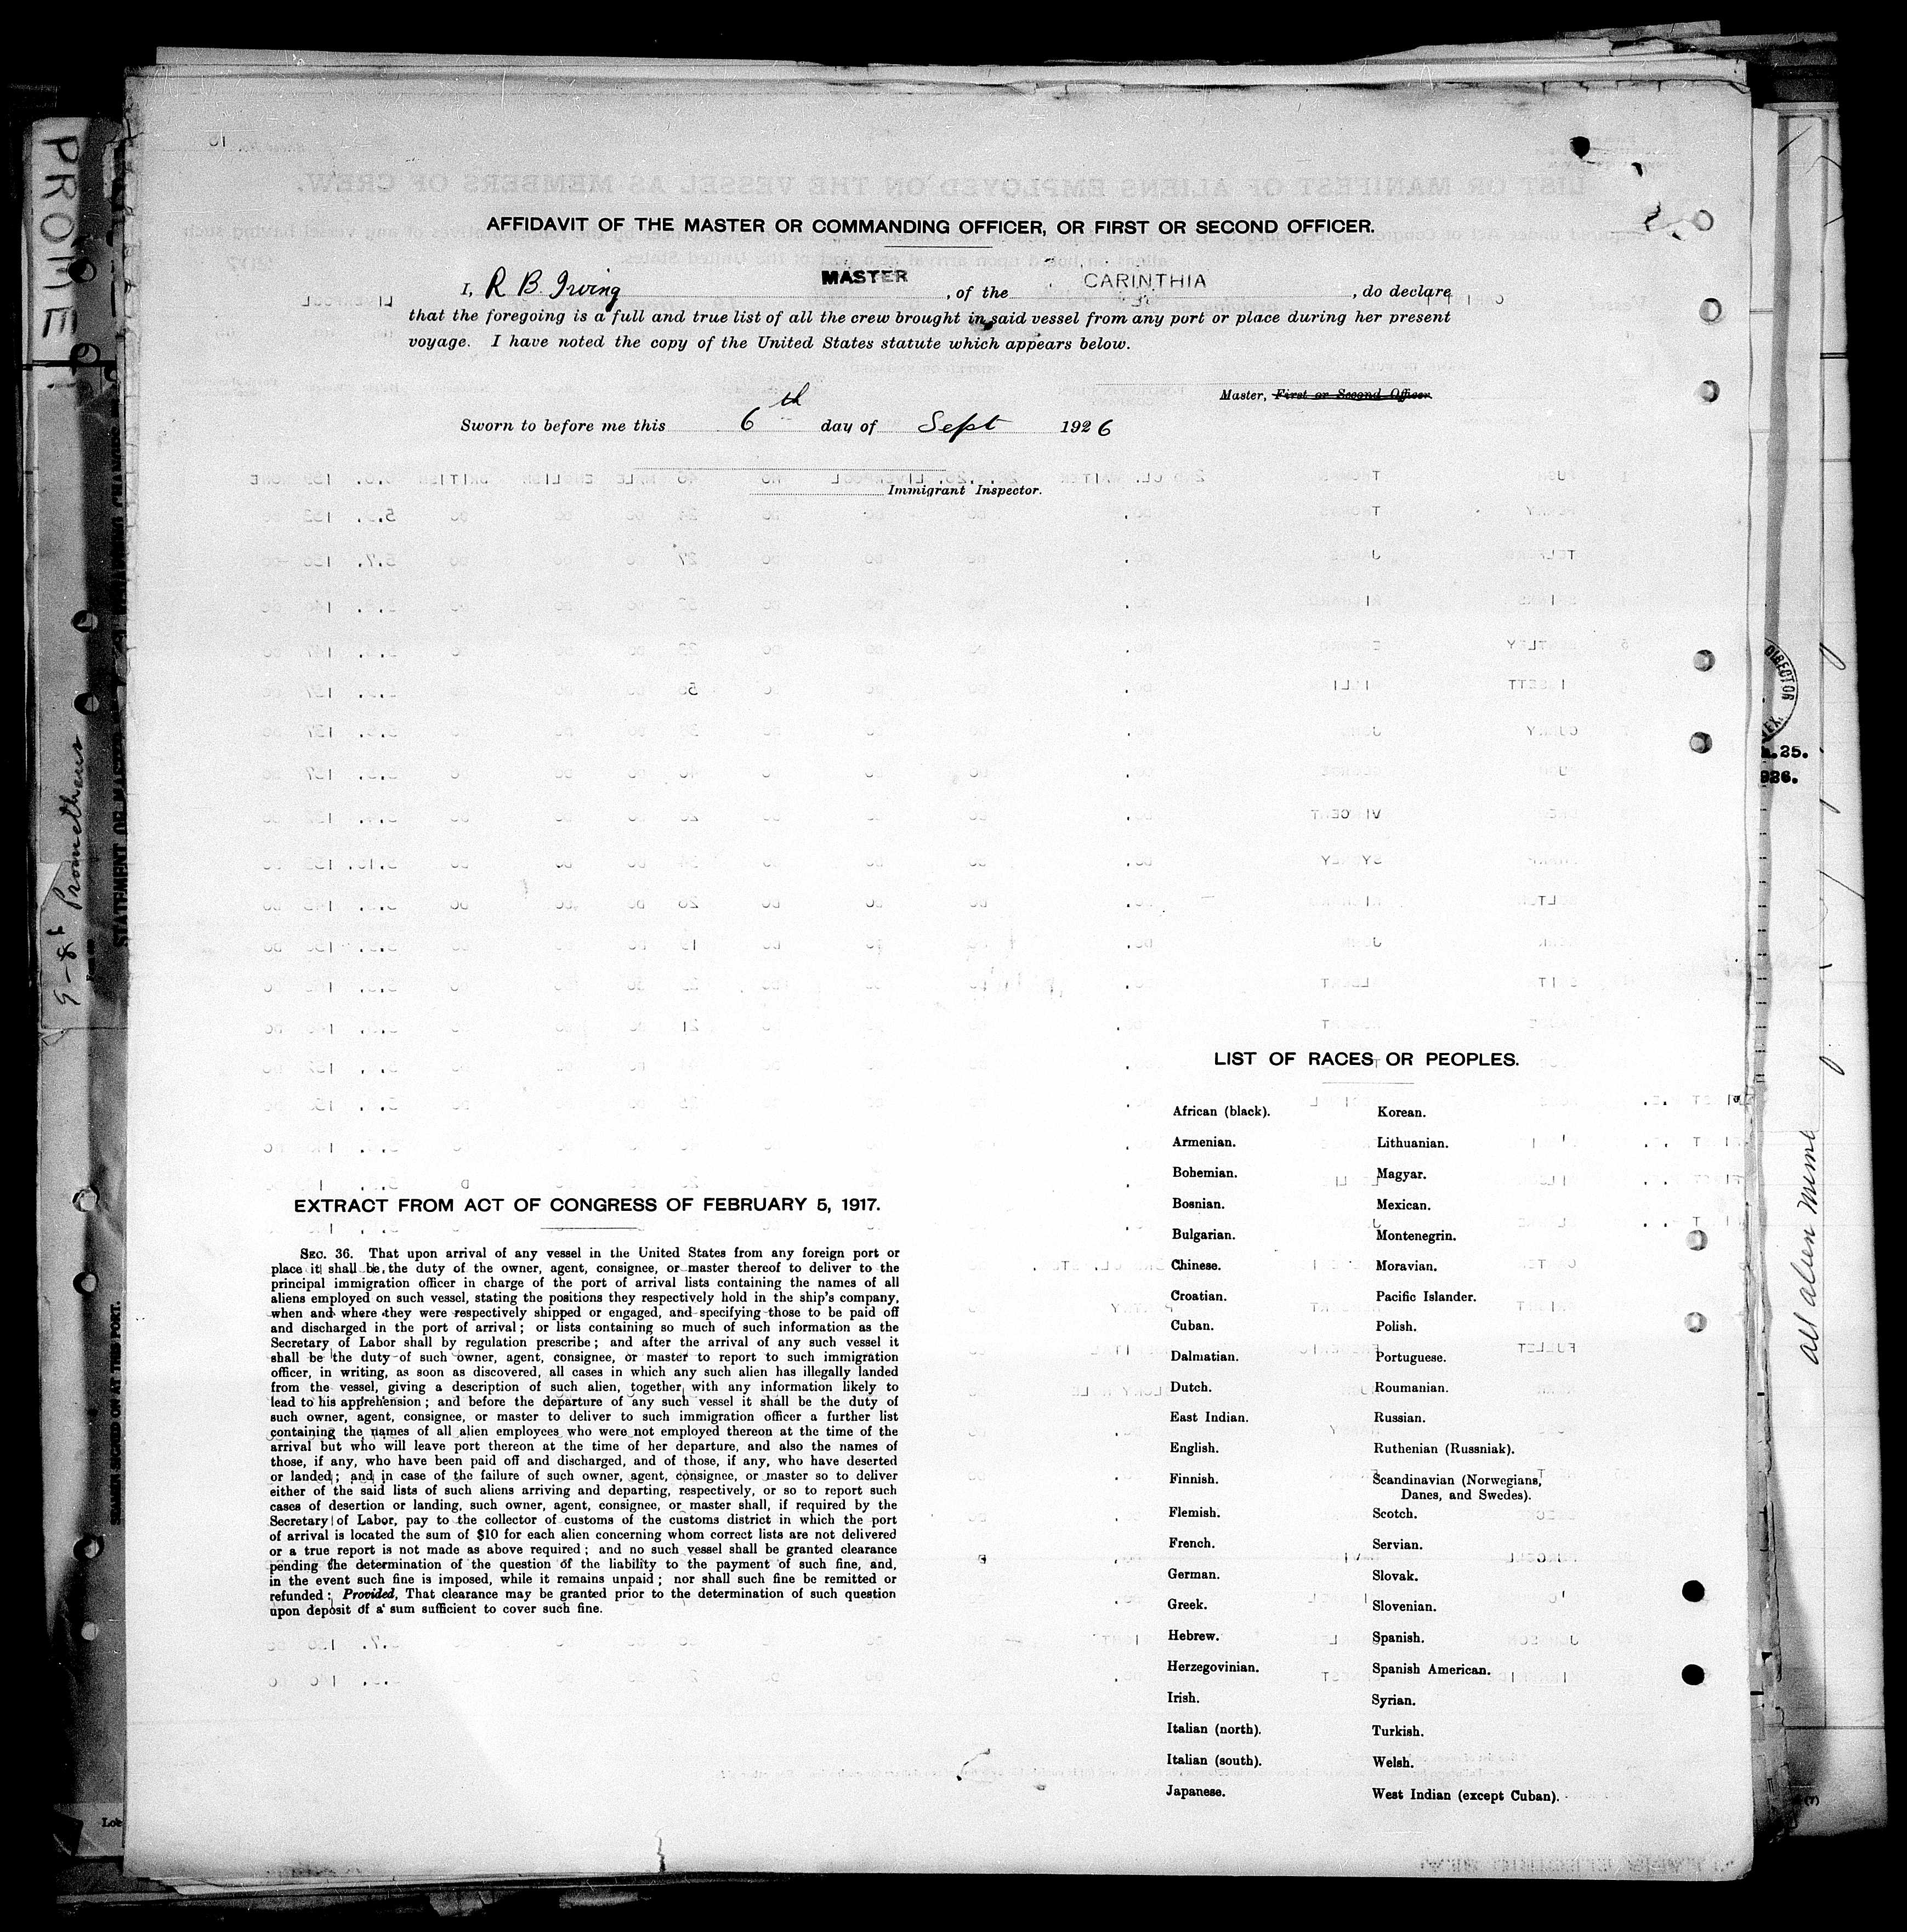 AFFIDAVIT OF THE MASTER OR COMMANDING OFFICER, OR FIRST OR SECOND OFFICER.
I, R B. Irving MASTER, of the CARINTHIA, do declare
that the foregoing is a full and true list of all the crew brought in said vessel from any port or place during her present
voyage. I have noted the copy of the United States statute which appears below.
Master, First or Second Officer
Sworn to before me this 6th day of Sept 1926
Immigrant Inspector.
EXTRACT FROM ACT OF CONGRESS OF FEBRUARY 5, 1917.
SEC. 36. That upon arrival of any vessel in the United States from any foreign port or
place it shall be the duty of the owner, agent, consignee, or master thereof to deliver to the
principal immigration officer in charge of the port of arrival lists containing the names of all
aliens employed on such vessel, stating the positions they respectively hold in the ship's company,
when and where they were respectively shipped or engaged, and specifying those to be paid off
and discharged in the port of arrival; or lists containing so much of such information as the
Secretary of Labor shall by regulation prescribe; and after the arrival of any such vessel it
shall be the duty of such owner, agent, consignee, or master to report to such immigration
officer, in writing, as soon as discovered, all cases in which any such alien has illegally landed
from the vessel, giving a description of such alien, together with any information likely to
lead to his apprehension; and before the departure of any such vessel it shall be the duty of
such owner, agent, consignee, or master to deliver to such immigration officer a further list
containing the names of all alien employees who were not employed thereon at the time of the
arrival but who will leave port thereon at the time of her departure, and also the names of
those, if any, who have been paid off and discharged, and of those, if any, who have deserted
or landed; and in case of the failure of such owner, agent, consignee, or master so to deliver
either of the said lists of such aliens arriving and departing, respectively, or so to report such
cases of desertion or landing, such owner, agent, consignee, or master shall, if required by the
Secretary of Labor, pay to the collector of customs of the customs district in which the port
of arrival is located the sum of $10 for each alien concerning whom correct lists are not delivered
or a true report is not made as above required; and no such vessel shall be granted clearance
pending the determination of the question of the liability to the payment of such fine, and,
in the event such fine is imposed, while it remains unpaid; nor shall such fine be remitted or
refunded: Provided, That clearance may be granted prior to the determination of such question
upon deposit of a sum sufficient to cover such fine.
LIST OF RACES OR PEOPLES.
African (black).
Armenian.
Bohemian.
Bosnian.
Bulgarian.
Chinese.
Croatian.
Cuban.
Dalmatian.
Dutch.
East Indian.
English.
Finnish.
Flemish.
French.
German.
Greek.
Hebrew.
Herzegovinian.
Irish.
Italian (north).
Italian (south).
Japanese.
Korean.
Lithuanian.
Magyar.
Mexican.
Montenegrin.
Moravian.
Pacific Islander.
Polish.
Portuguese.
Roumanian.
Russian.
Ruthenian (Russniak).
Scandinavian (Norwegians,
Danes, and Swedes).
Scotch.
Servian.
Slovak.
Slovenian.
Spanish.
Spanish American.
Syrian.
Turkish.
Welsh.
West Indian (except Cuban).
PROME
Prometheus
SEAMEN SIGNED ON AT THIS PORT.
DIRECTOR
25.
926.
all alien